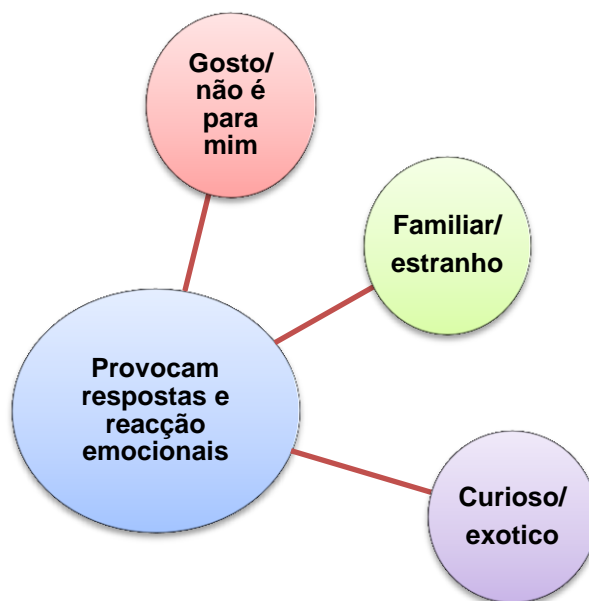 Gosto/
não é
para
mim
Familiar/
estranho
Provocam
respostas e
reacção
emocionais
Curioso/
exotico